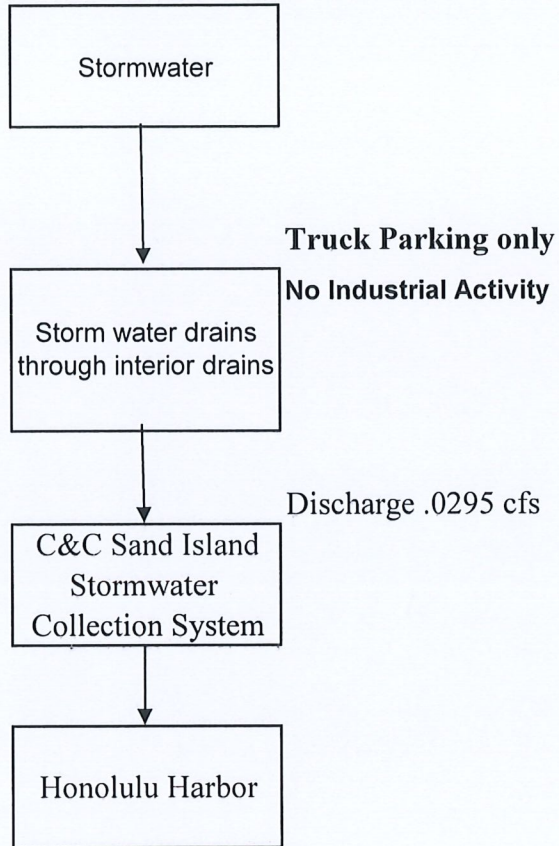 Stormwater
Truck Parking only
No Industrial Activity
Storm water drains
through interior drains
Discharge .0295 cfs
C&C Sand Island
Stormwater
Collection System
Honolulu Harbor